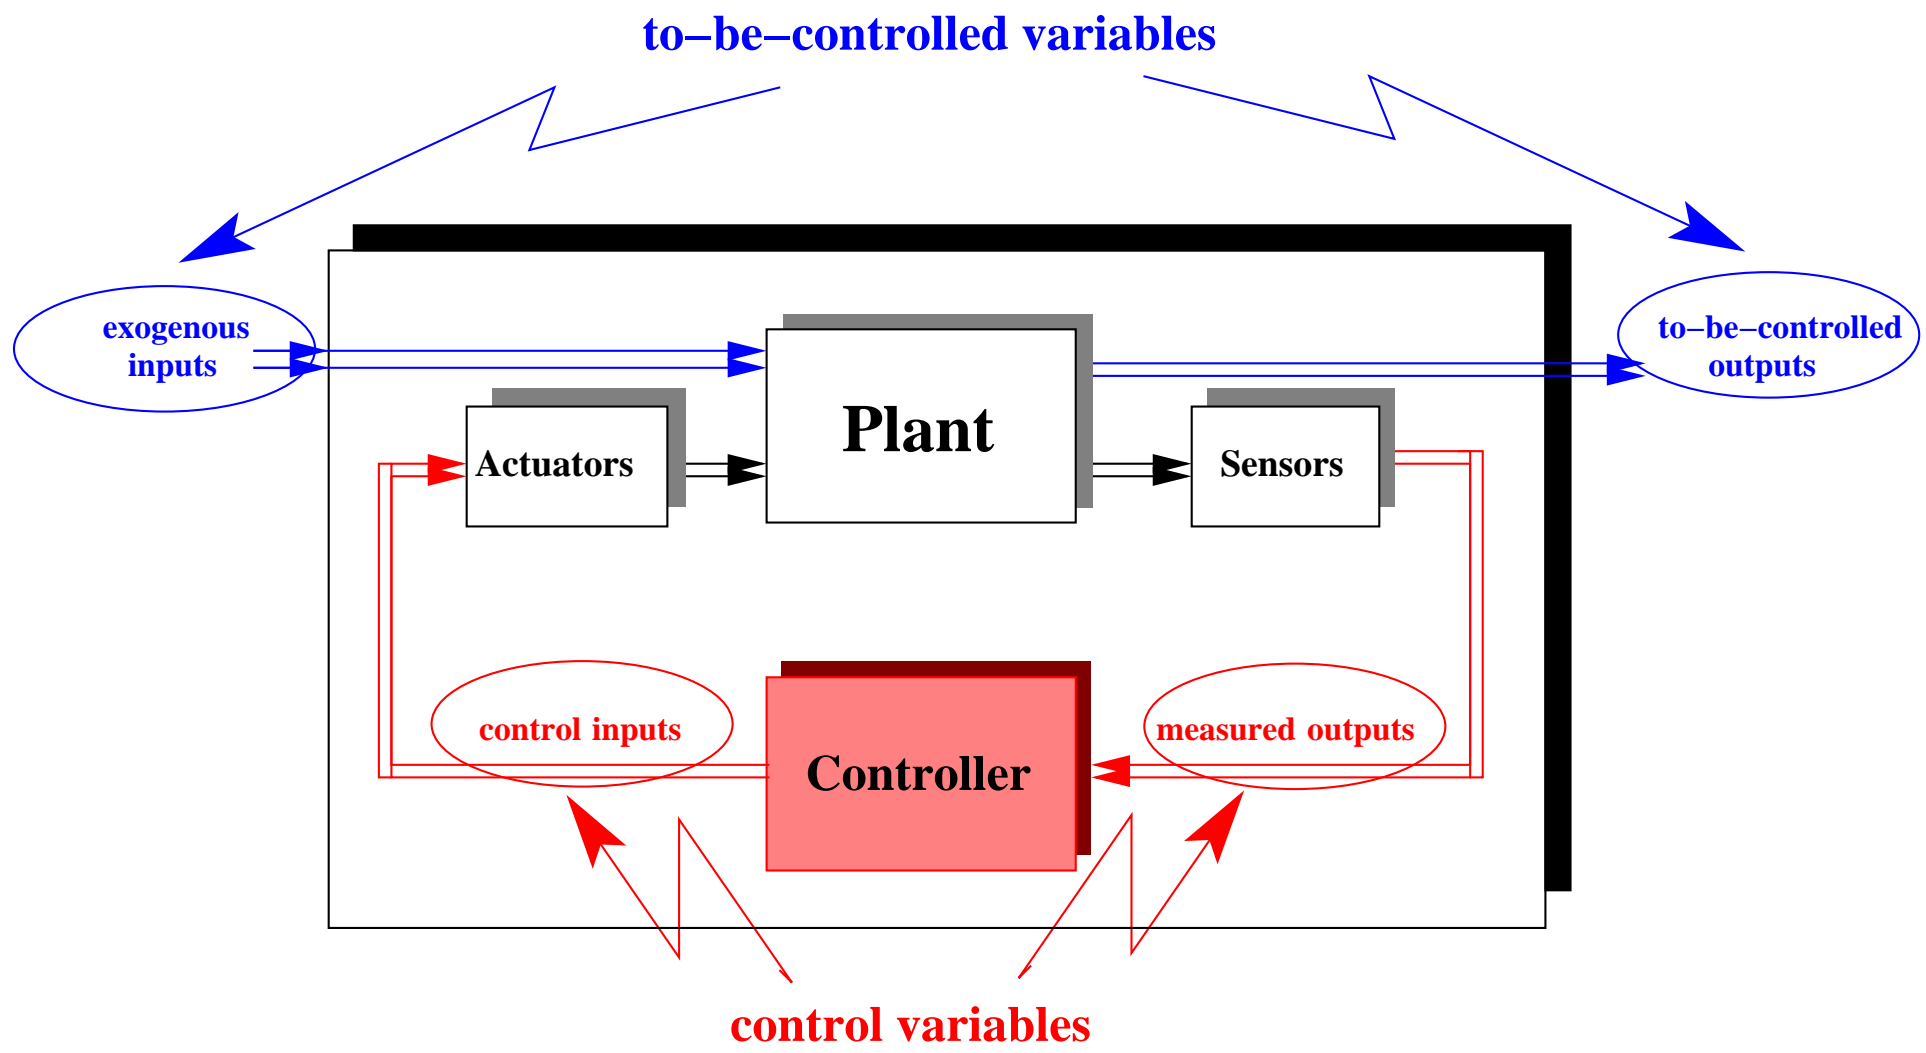 to−be−controlled variables
exogenous
inputs
to−be−controlled
outputs
Plant
Actuators
Sensors
control inputs
measured outputs
Controller
control variables